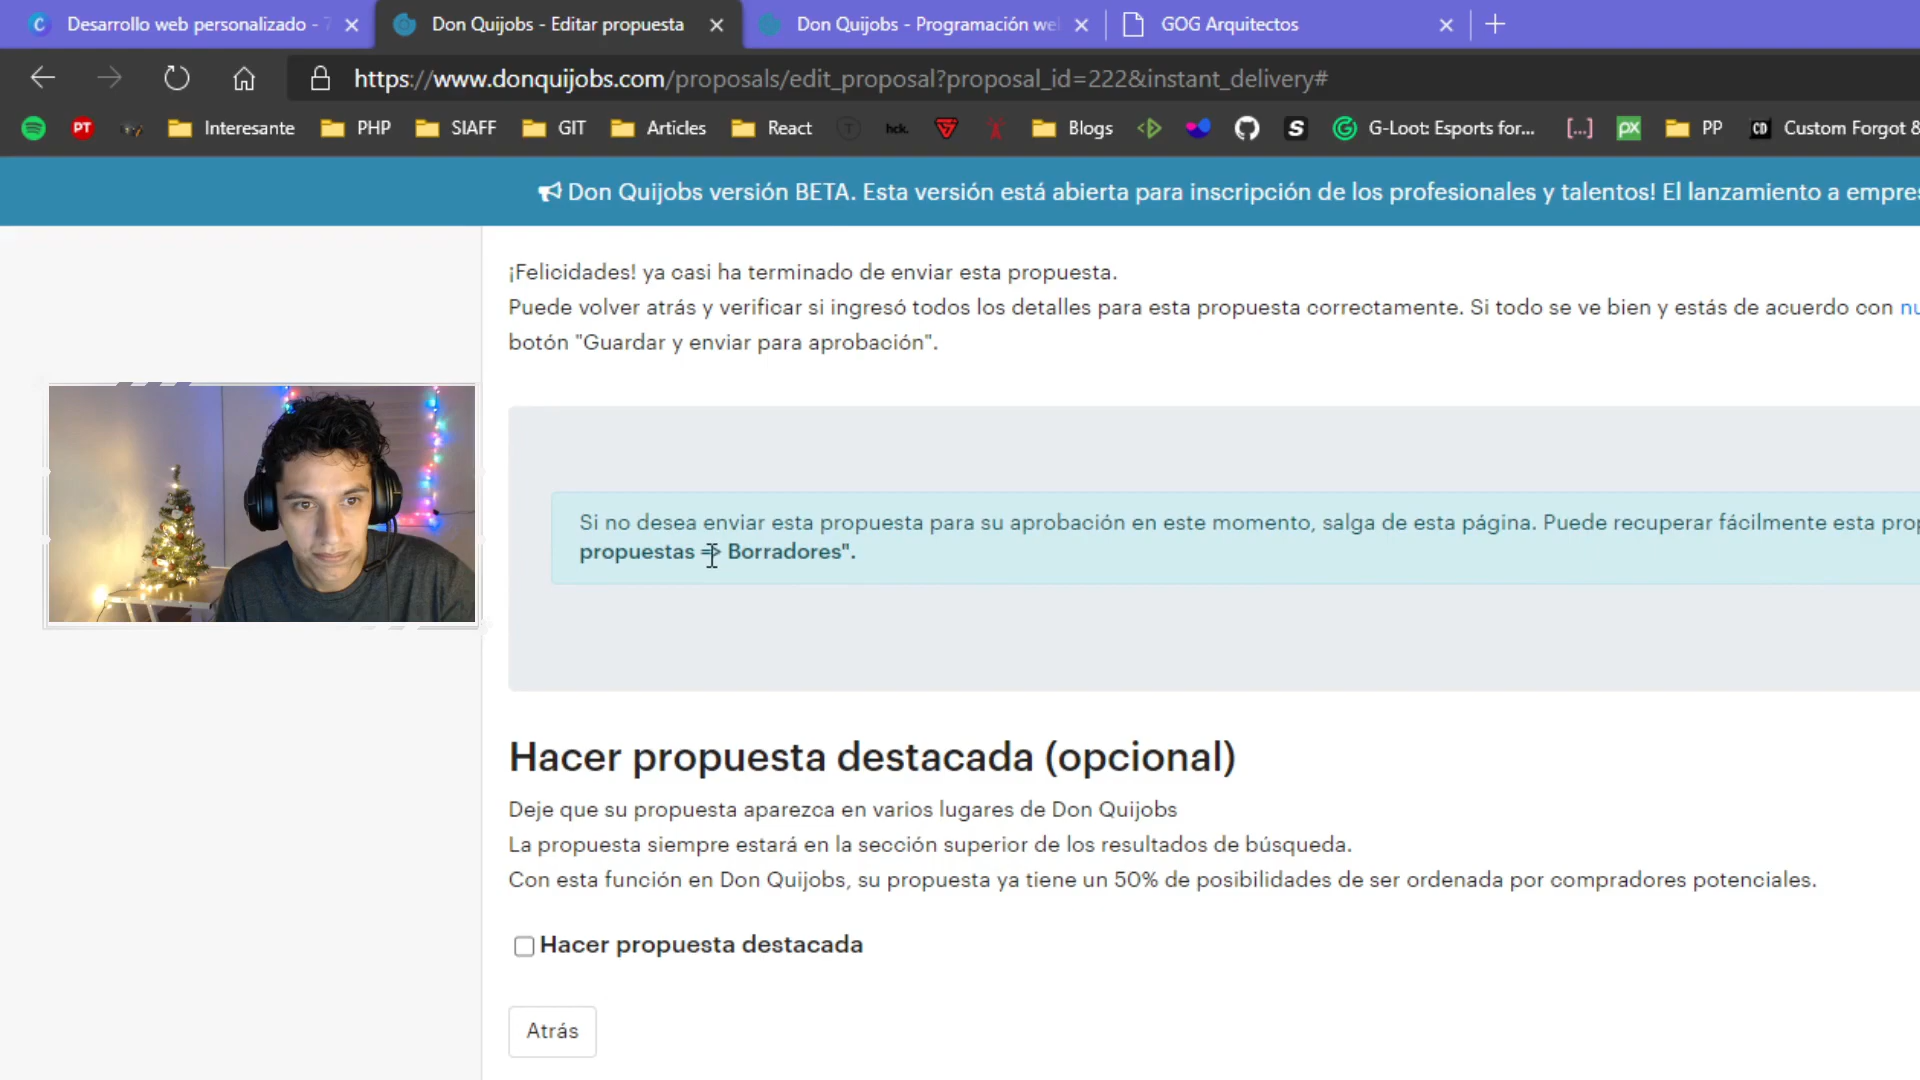 Desarrollo web personalizado -
Don Quijobs - Editar propuesta
Don Quijobs - Programación we
GOG Arquitectos
https://www.donquijobs.com/proposals/edit_proposal?proposal_id=222&instant_delivery#
PT
Interesante
PHP
SIAFF
GIT
Articles
React
hck.
Blogs
S
G-Loot: Esports for...
[...]
px
PP
CD
Custom Forgot &
Don Quijobs versión BETA. Esta versión está abierta para inscripción de los profesionales y talentos! El lanzamiento a empre
¡Felicidades! ya casi ha terminado de enviar esta propuesta.
Puede volver atrás y verificar si ingresó todos los detalles para esta propuesta correctamente. Si todo se ve bien y estás de acuerdo con nu
botón "Guardar y enviar para aprobación".
Si no desea enviar esta propuesta para su aprobación en este momento, salga de esta página. Puede recuperar fácilmente esta prop
propuestas => Borradores".
Hacer propuesta destacada (opcional)
Deje que su propuesta aparezca en varios lugares de Don Quijobs
La propuesta siempre estará en la sección superior de los resultados de búsqueda.
Con esta función en Don Quijobs, su propuesta ya tiene un 50% de posibilidades de ser ordenada por compradores potenciales.
Hacer propuesta destacada
Atrás